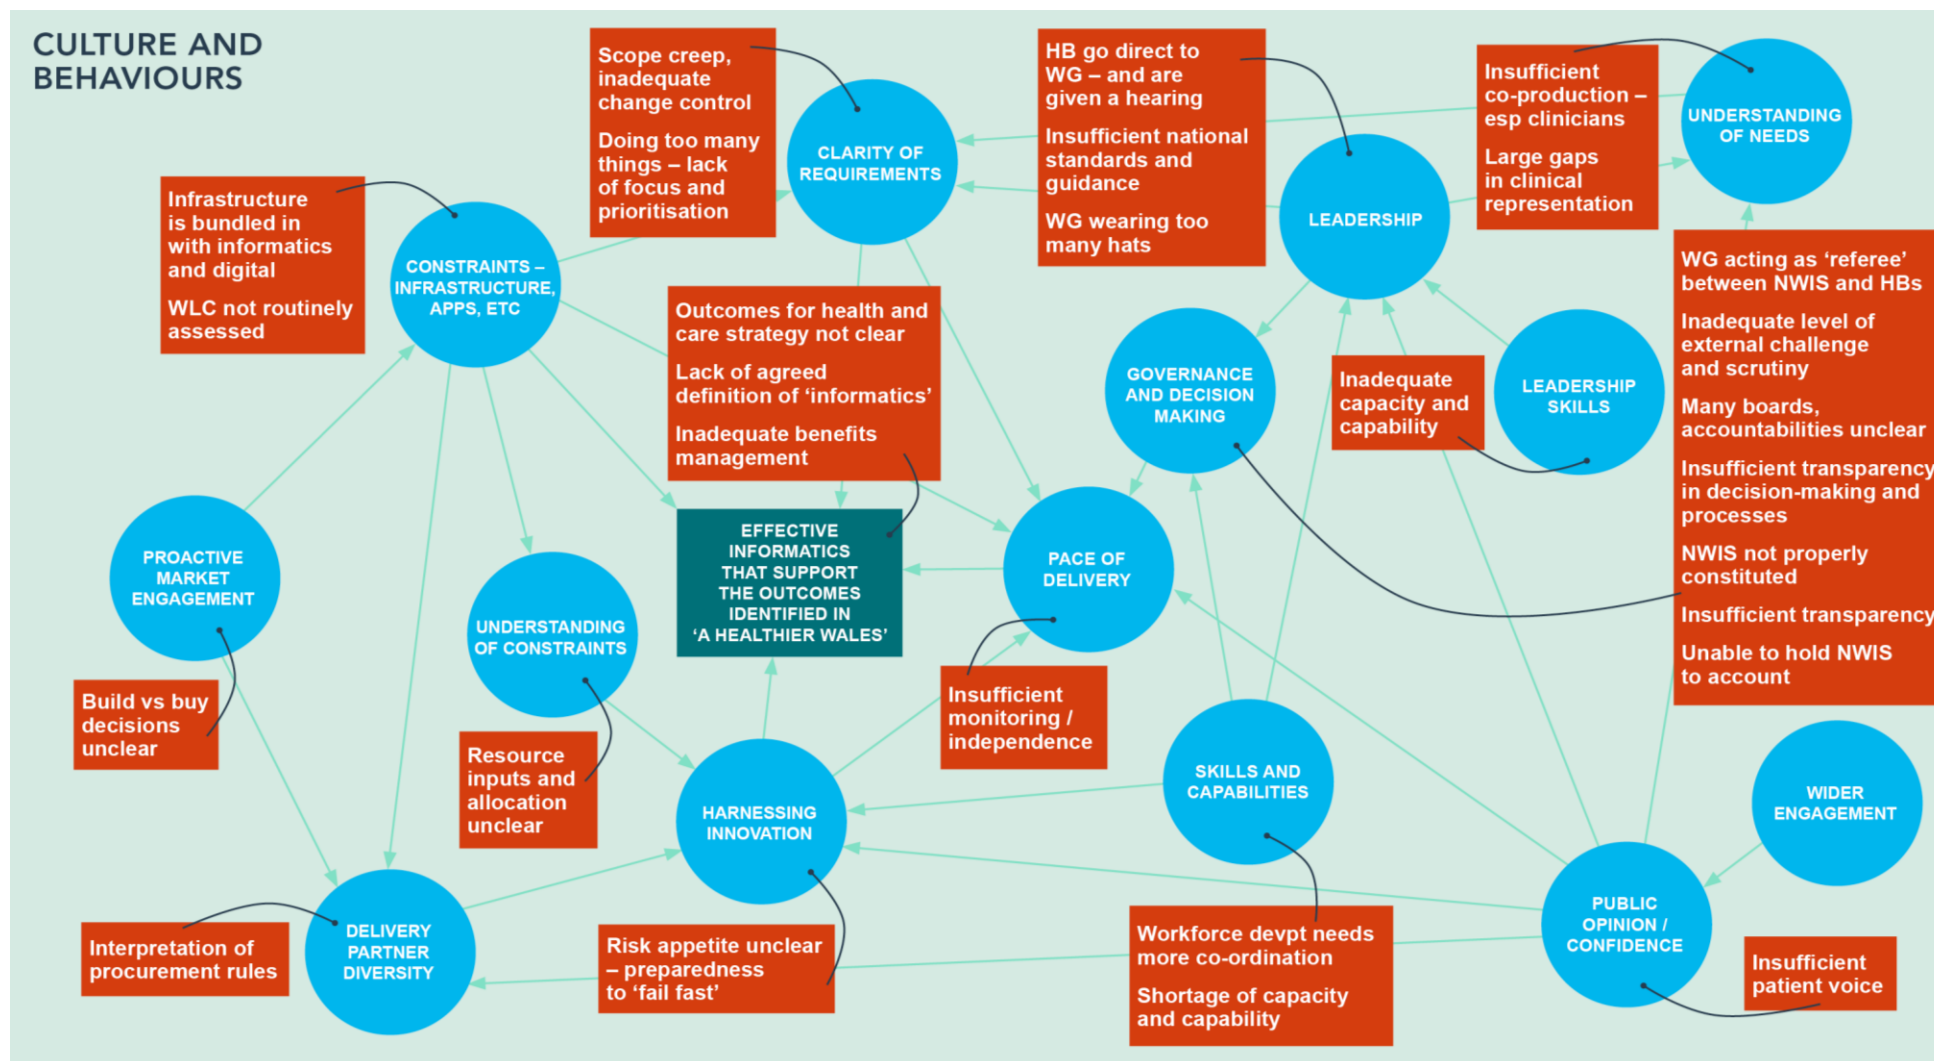 CULTURE AND
BEHAVIOURS
Scope creep,
inadequate
change control
Doing too many
things – lack
of focus and
prioritisation
CLARITY OF
REQUIREMENTS
HB go direct to
WG – and are
given a hearing
Insufficient national
standards and
guidance
WG wearing too
many hats
LEADERSHIP
Insufficient
co-production –
esp clinicians
Large gaps
in clinical
representation
UNDERSTANDING
OF NEEDS
Infrastructure
is bundled in
with informatics
and digital
WLC not routinely
assessed
CONSTRAINTS –
INFRASTRUCTURE,
APPS, ETC
Outcomes for health and
care strategy not clear
Lack of agreed
definition of ‘informatics’
Inadequate benefits
management
GOVERNANCE
AND DECISION
MAKING
Inadequate
capacity and
capability
LEADERSHIP
SKILLS
WG acting as ‘referee’
between NWIS and HBs
Inadequate level of
external challenge
and scrutiny
Many boards,
accountabilities unclear
Insufficient transparency
in decision-making and
processes
NWIS not properly
constituted
Insufficient transparency
Unable to hold NWIS
to account
PROACTIVE
MARKET
ENGAGEMENT
Build vs buy
decisions
unclear
UNDERSTANDING
OF CONSTRAINTS
Resource
inputs and
allocation
unclear
EFFECTIVE
INFORMATICS
THAT SUPPORT
THE OUTCOMES
IDENTIFIED IN
‘A HEALTHIER WALES’
PACE OF
DELIVERY
Insufficient
monitoring /
independence
HARNESSING
INNOVATION
SKILLS AND
CAPABILITIES
WIDER
ENGAGEMENT
Interpretation of
procurement rules
DELIVERY
PARTNER
DIVERSITY
Risk appetite unclear
– preparedness
to ‘fail fast’
Workforce devpt needs
more co-ordination
Shortage of capacity
and capability
PUBLIC
OPINION /
CONFIDENCE
Insufficient
patient voice